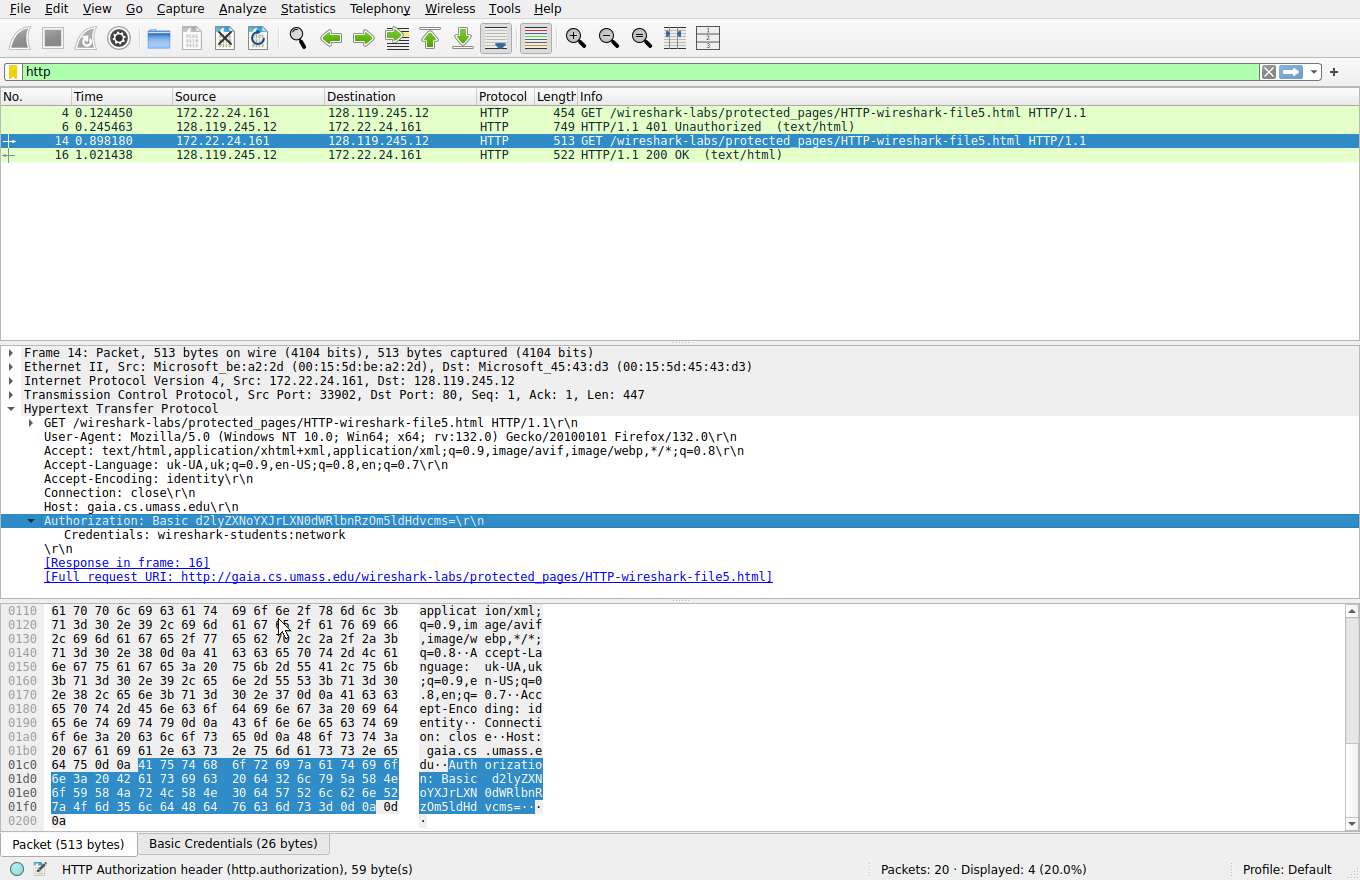 File Edit View Go Capture Analyze Statistics Telephony Wireless Tools Help
http
No. Time Source Destination Protocol Length Info
4 0.124450 172.22.24.161 128.119.245.12 HTTP 454 GET /wireshark-labs/protected_pages/HTTP-wireshark-file5.html HTTP/1.1
6 0.245463 128.119.245.12 172.22.24.161 HTTP 749 HTTP/1.1 401 Unauthorized  (text/html)
14 0.898180 172.22.24.161 128.119.245.12 HTTP 513 GET /wireshark-labs/protected_pages/HTTP-wireshark-file5.html HTTP/1.1
16 1.021438 128.119.245.12 172.22.24.161 HTTP 522 HTTP/1.1 200 OK  (text/html)
Frame 14: Packet, 513 bytes on wire (4104 bits), 513 bytes captured (4104 bits)
Ethernet II, Src: Microsoft_be:a2:2d (00:15:5d:be:a2:2d), Dst: Microsoft_45:43:d3 (00:15:5d:45:43:d3)
Internet Protocol Version 4, Src: 172.22.24.161, Dst: 128.119.245.12
Transmission Control Protocol, Src Port: 33902, Dst Port: 80, Seq: 1, Ack: 1, Len: 447
Hypertext Transfer Protocol
GET /wireshark-labs/protected_pages/HTTP-wireshark-file5.html HTTP/1.1\r\n
User-Agent: Mozilla/5.0 (Windows NT 10.0; Win64; x64; rv:132.0) Gecko/20100101 Firefox/132.0\r\n
Accept: text/html,application/xhtml+xml,application/xml;q=0.9,image/avif,image/webp,*/*;q=0.8\r\n
Accept-Language: uk-UA,uk;q=0.9,en-US;q=0.8,en;q=0.7\r\n
Accept-Encoding: identity\r\n
Connection: close\r\n
Host: gaia.cs.umass.edu\r\n
Authorization: Basic d2lyZXNoYXJrLXN0dWRlbnRzOm5ldHdvcms=\r\n
Credentials: wireshark-students:network
\r\n
[Response in frame: 16]
[Full request URI: http://gaia.cs.umass.edu/wireshark-labs/protected_pages/HTTP-wireshark-file5.html]
0110 61 70 70 6c 69 63 61 74 69 6f 6e 2f 78 6d 6c 3b applicat ion/xml;
0120 71 3d 30 2e 39 2c 69 6d 61 67 65 2f 61 76 69 66 q=0.9,im age/avif
0130 2c 69 6d 61 67 65 2f 77 65 62 70 2c 2a 2f 2a 3b ,image/w ebp,*/*;
0140 71 3d 30 2e 38 0d 0a 41 63 63 65 70 74 2d 4c 61 q=0.8··A ccept-La
0150 6e 67 75 61 67 65 3a 20 75 6b 2d 55 41 2c 75 6b nguage:  uk-UA,uk
0160 3b 71 3d 30 2e 39 2c 65 6e 2d 55 53 3b 71 3d 30 ;q=0.9,e n-US;q=0
0170 2e 38 2c 65 6e 3b 71 3d 30 2e 37 0d 0a 41 63 63 .8,en;q= 0.7··Acc
0180 65 70 74 2d 45 6e 63 6f 64 69 6e 67 3a 20 69 64 ept-Enco ding: id
0190 65 6e 74 69 74 79 0d 0a 43 6f 6e 6e 65 63 74 69 entity·· Connecti
01a0 6f 6e 3a 20 63 6c 6f 73 65 0d 0a 48 6f 73 74 3a on: clos e··Host:
01b0 20 67 61 69 61 2e 63 73 2e 75 6d 61 73 73 2e 65 gaia.cs .umass.e
01c0 64 75 0d 0a 41 75 74 68 6f 72 69 7a 61 74 69 6f du··Auth orizatio
01d0 6e 3a 20 42 61 73 69 63 20 64 32 6c 79 5a 58 4e n: Basic  d2lyZXN
01e0 6f 59 58 4a 72 4c 58 4e 30 64 57 52 6c 62 6e 52 oYXJrLXN 0dWRlbnR
01f0 7a 4f 6d 35 6c 64 48 64 76 63 6d 73 3d 0d 0a 0d zOm5ldHd vcms=···
0200 0a ·
Packet (513 bytes) Basic Credentials (26 bytes)
HTTP Authorization header (http.authorization), 59 byte(s) Packets: 20 · Displayed: 4 (20.0%) Profile: Default